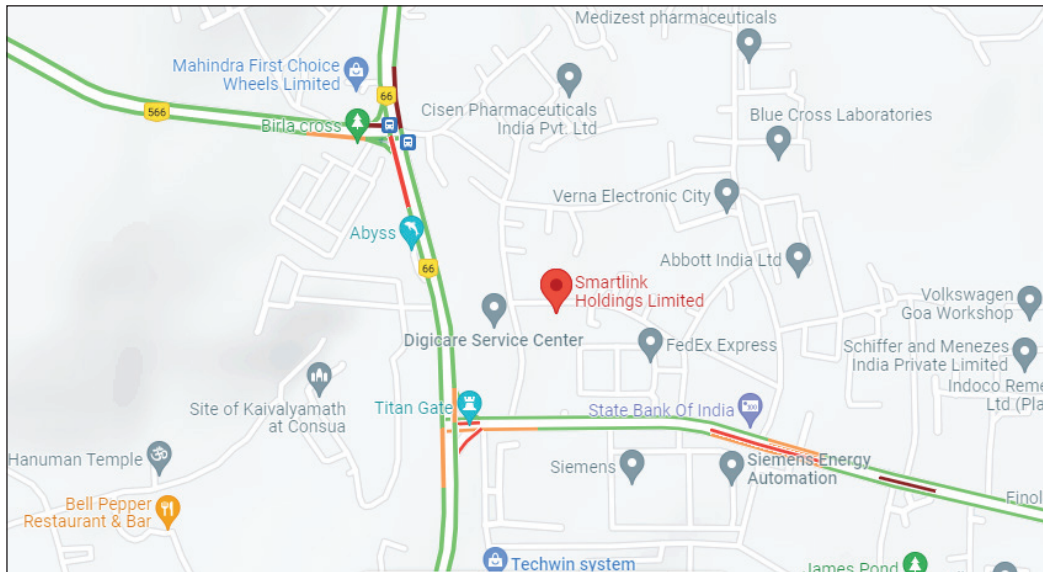 Medizest pharmaceuticals
Mahindra First Choice
Wheels Limited
66
566
Birla cross
Cisen Pharmaceuticals
India Pvt. Ltd
Blue Cross Laboratories
Verna Electronic City
Abyss
66
Abbott India Ltd
Smartlink
Holdings Limited
Volkswagen
Goa Workshop
Digicare Service Center
FedEx Express
Schiffer and Menezes
India Private Limited
Indoco Reme
Ltd (Pla
Site of Kaivalyamath
at Consua
Titan Gate
State Bank Of India
Hanuman Temple
Siemens
Siemens Energy
Automation
Bell Pepper
Restaurant & Bar
Finol
Techwin system
James Pond